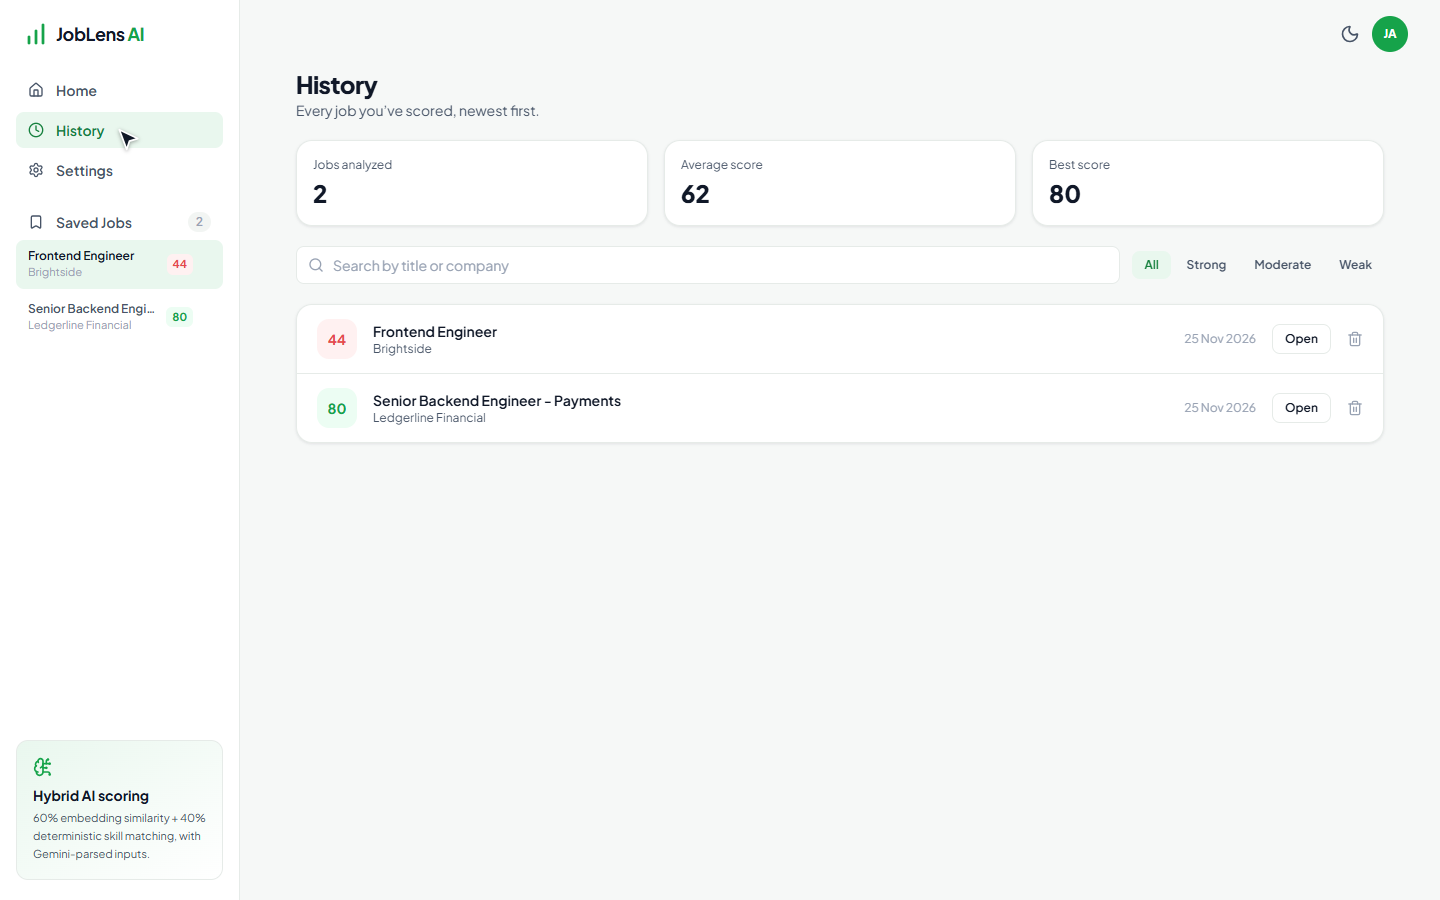 JobLens AI
Home
History
Settings
Saved Jobs 2
Frontend Engineer
Brightside
44
Senior Backend Engi...
Ledgerline Financial
80
Hybrid AI scoring
60% embedding similarity + 40%
deterministic skill matching, with
Gemini-parsed inputs.
JA
History
Every job you've scored, newest first.
Jobs analyzed
2
Average score
62
Best score
80
Search by title or company
All Strong Moderate Weak
44
Frontend Engineer
Brightside
25 Nov 2026 Open
80
Senior Backend Engineer - Payments
Ledgerline Financial
25 Nov 2026 Open